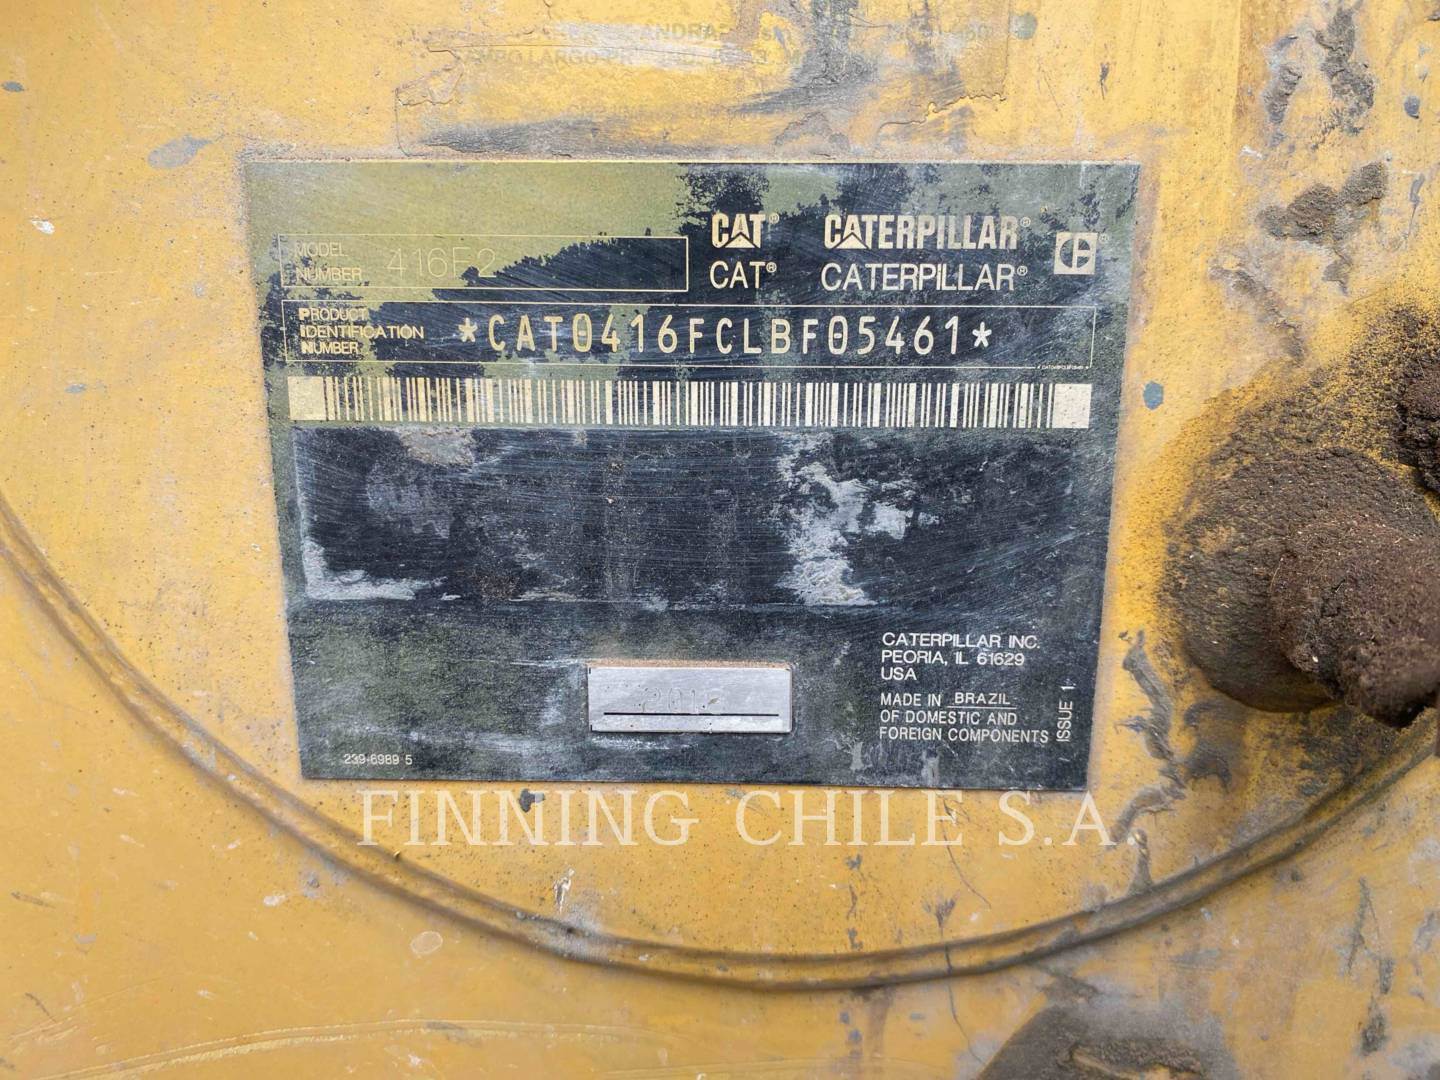 ANDRA
MODEL NUMBER 416F2
CAT® CATERPILLAR®
CAT® CATERPILLAR®
PRODUCT IDENTIFICATION NUMBER *CAT0416FCLBF05461*
CATERPILLAR INC.
PEORIA, IL 61629
USA
MADE IN BRAZIL
OF DOMESTIC AND
FOREIGN COMPONENTS
ISSUE 1
239-6989 5
FINNING CHILE S.A.